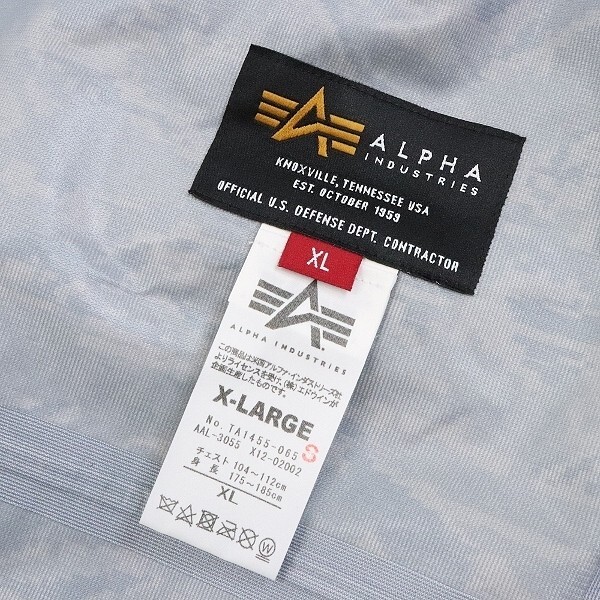 ALPHA
INDUSTRIES
KNOXVILLE, TENNESSEE USA
EST. OCTOBER 1959
OFFICIAL U.S. DEFENSE DEPT. CONTRACTOR
XL
ALPHA INDUSTRIES
この商品は米国アルファ・インダストリーズ社
よりライセンスを受け、(株)エドウインが
企画生産したものです。
X-LARGE
No. TA1455-065 S
AAL-3055 X12-02002
チェスト 104～112cm
身長 175～185cm
XL
W